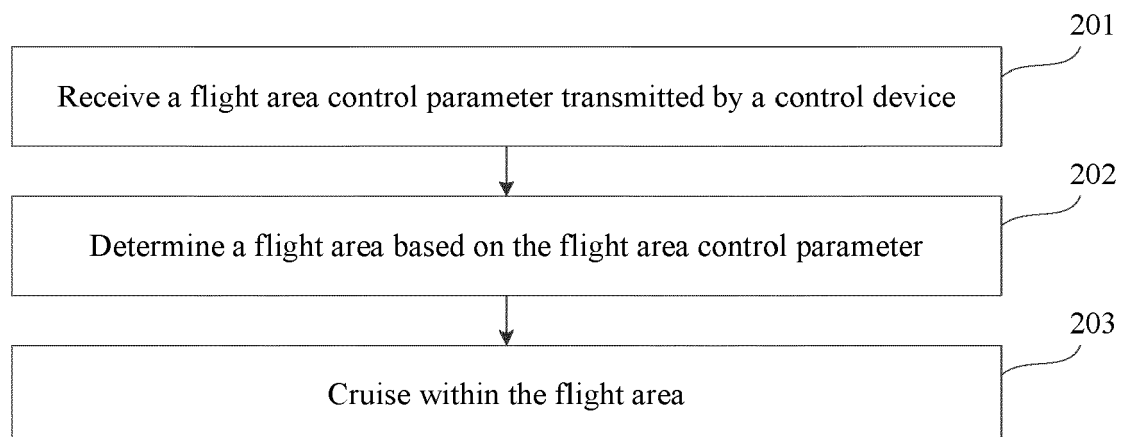 201
Receive a flight area control parameter transmitted by a control device
202
Determine a flight area based on the flight area control parameter
203
Cruise within the flight area